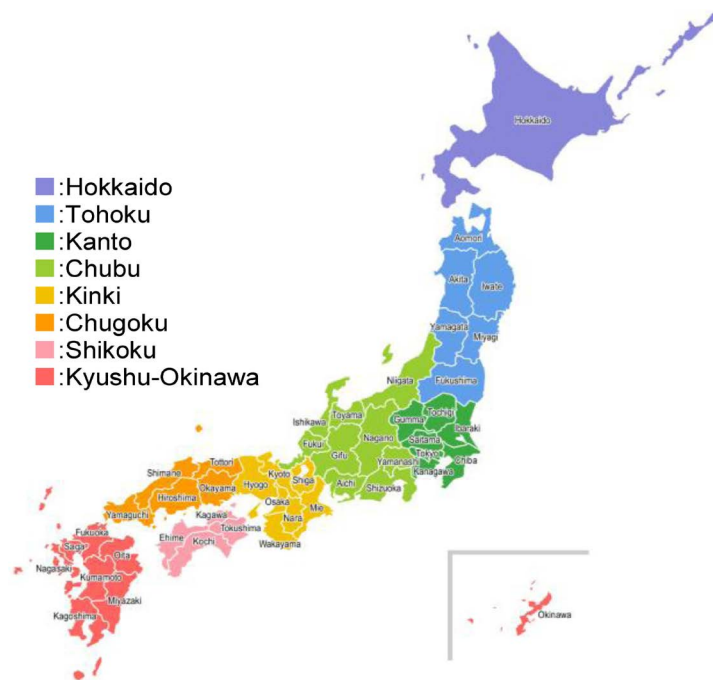 Hokkaido
:Hokkaido
:Tohoku
:Kanto
:Chubu
:Kinki
:Chugoku
:Shikoku
:Kyushu-Okinawa
Aomori
Akita
Iwate
Yamagata
Miyagi
Niigata
Fukushima
Ishikawa
Toyama
Gumma
Tochigi
Ibaraki
Fukui
Nagano
Saitama
Gifu
Yamanashi
Tokyo
Chiba
Kanagawa
Aichi
Shizuoka
Tottori
Kyoto
Shiga
Shimane
Hyogo
Okayama
Hiroshima
Osaka
Mie
Yamaguchi
Kagawa
Nara
Tokushima
Wakayama
Ehime
Kochi
Fukuoka
Saga
Oita
Nagasaki
Kumamoto
Miyazaki
Kagoshima
Okinawa